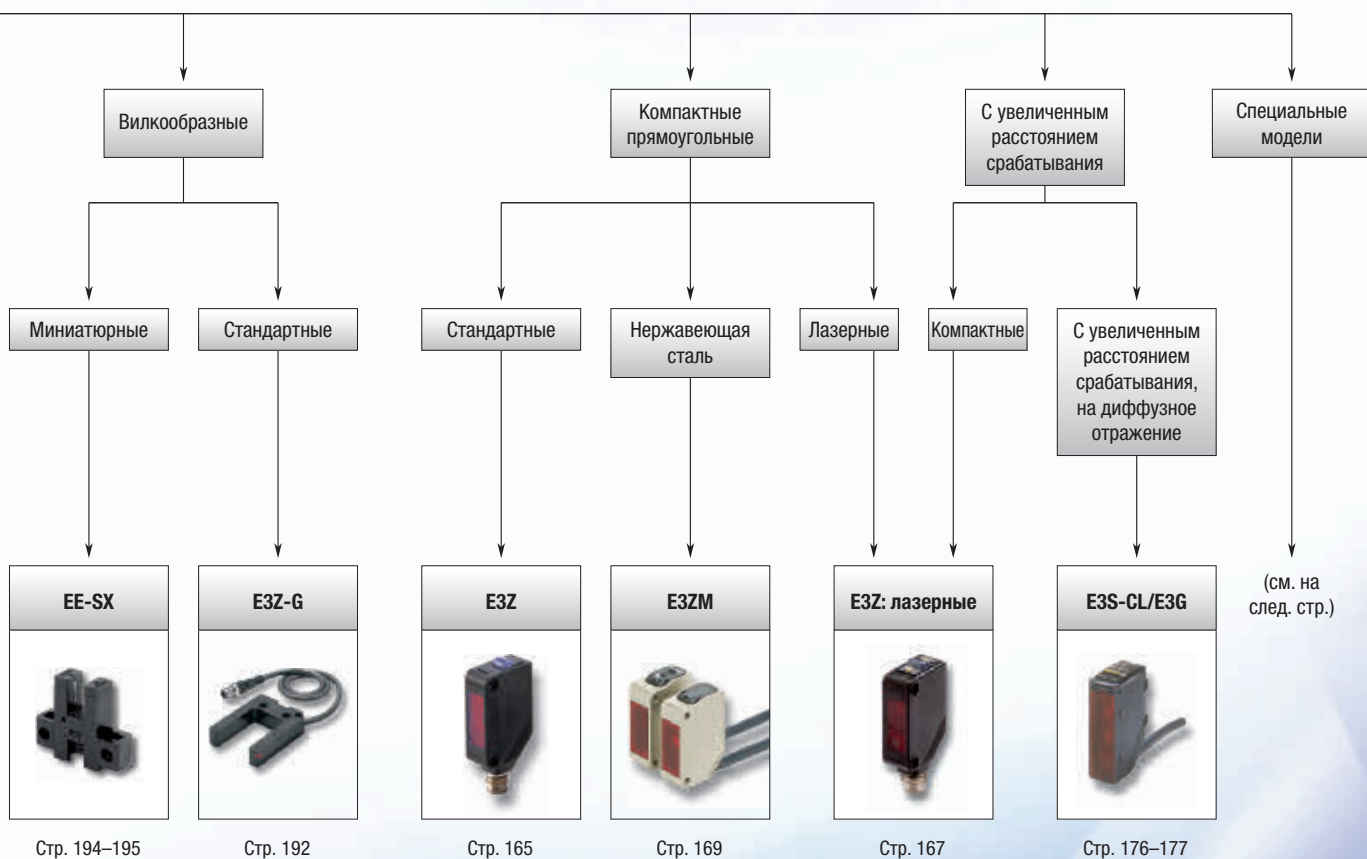 Вилкообразные
Компактные
прямоугольные
С увеличенным
расстоянием
срабатывания
Специальные
модели
Миниатюрные
Стандартные
Стандартные
Нержавеющая
сталь
Лазерные
Компактные
С увеличенным
расстоянием
срабатывания,
на диффузное
отражение
EE-SX
E3Z-G
E3Z
E3ZM
E3Z: лазерные
E3S-CL/E3G
(см. на
след. стр.)
Стр. 194–195
Стр. 192
Стр. 165
Стр. 169
Стр. 167
Стр. 176–177